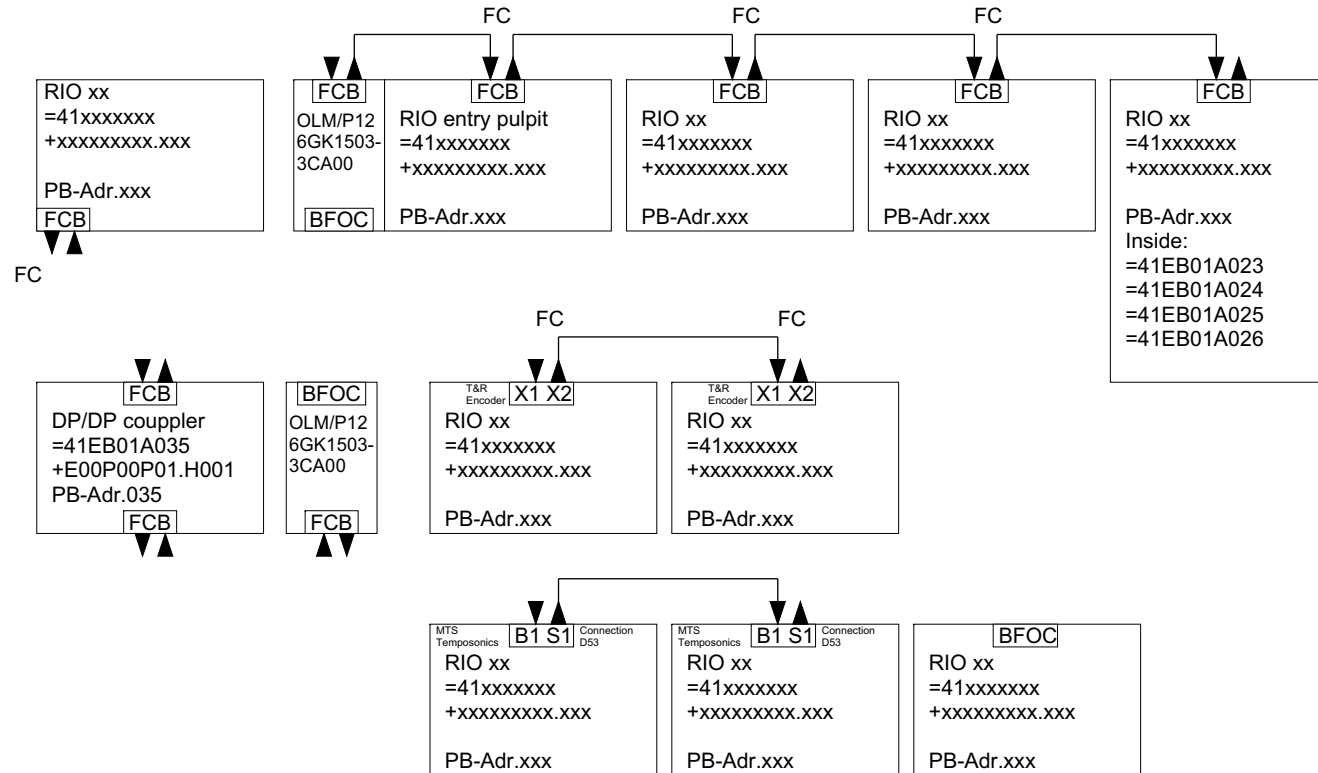 FC
FC
RIO xx
=41xxxxxxx
+xxxxxxxxx.xxx
PB-Adr.xxx
FCB
FC
FCB
OLM/P12
6GK1503-
3CA00
BFOC
FCB
RIO entry pulpit
=41xxxxxxx
+xxxxxxxxx.xxx
PB-Adr.xxx
FCB
RIO xx
=41xxxxxxx
+xxxxxxxxx.xxx
PB-Adr.xxx
FCB
RIO xx
=41xxxxxxx
+xxxxxxxxx.xxx
PB-Adr.xxx
FCB
RIO xx
=41xxxxxxx
+xxxxxxxxx.xxx
PB-Adr.xxx
Inside:
=41EB01A023
=41EB01A024
=41EB01A025
=41EB01A026
FC
FC
FCB
DP/DP couppler
=41EB01A035
+E00P00P01.H001
PB-Adr.035
FCB
BFOC
OLM/P12
6GK1503-
3CA00
FCB
T&R
Encoder
X1 X2
RIO xx
=41xxxxxxx
+xxxxxxxxx.xxx
PB-Adr.xxx
T&R
Encoder
X1 X2
RIO xx
=41xxxxxxx
+xxxxxxxxx.xxx
PB-Adr.xxx
MTS
Temposonics
B1 S1
Connection
D53
RIO xx
=41xxxxxxx
+xxxxxxxxx.xxx
PB-Adr.xxx
MTS
Temposonics
B1 S1
Connection
D53
RIO xx
=41xxxxxxx
+xxxxxxxxx.xxx
PB-Adr.xxx
BFOC
RIO xx
=41xxxxxxx
+xxxxxxxxx.xxx
PB-Adr.xxx